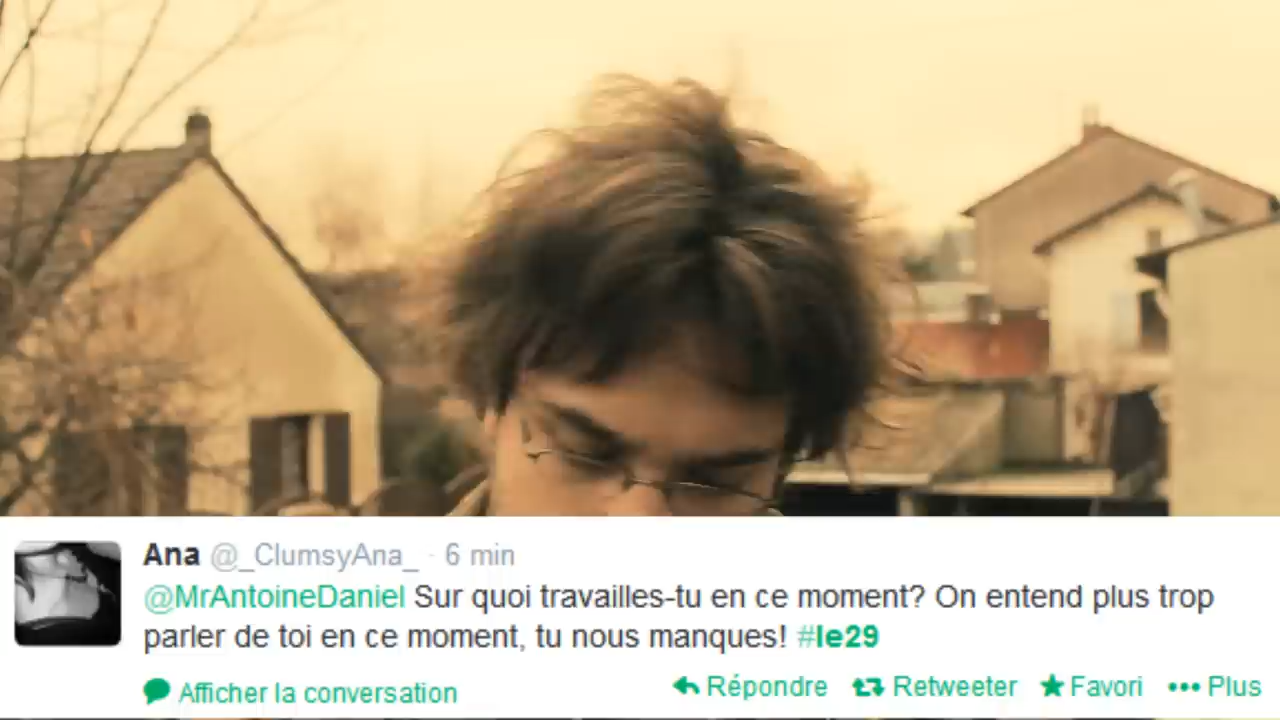 Ana @_ClumsyAna_ · 6 min
@MrAntoineDaniel Sur quoi travailles-tu en ce moment? On entend plus trop
parler de toi en ce moment, tu nous manques! #le29
Afficher la conversation Répondre Retweeter Favori Plus